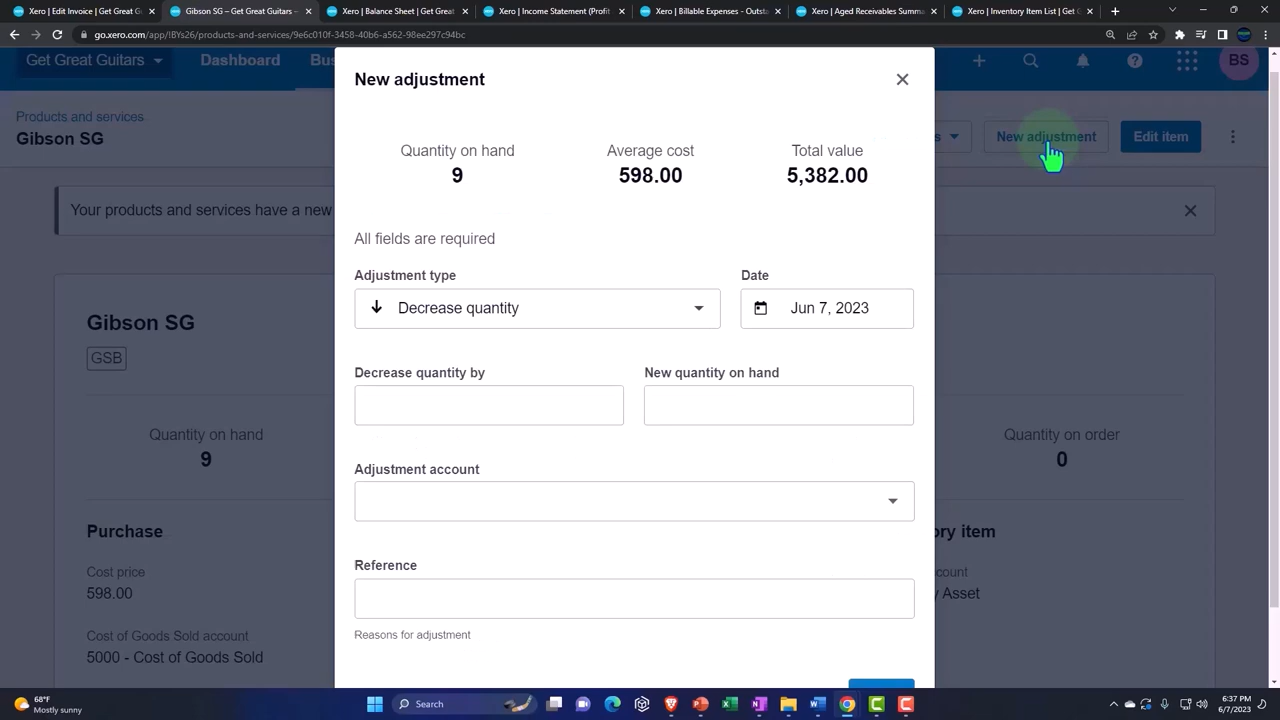 Xero | Edit Invoice | Get Great G
Gibson SG – Get Great Guitars –
Xero | Balance Sheet | Get Great
Xero | Income Statement (Profit
Xero | Billable Expenses - Outsta
Xero | Aged Receivables Summa
Xero | Inventory Item List | Get G
go.xero.com/app/!8Ys26/products-and-services/9e6c010f-3458-40b6-a562-98ee297c94bc
Get Great Guitars
Dashboard
Bus
BS
New adjustment
Products and services
Gibson SG
s
New adjustment
Edit item
Quantity on hand
Average cost
Total value
9
598.00
5,382.00
Your products and services have a new
All fields are required
Adjustment type
Date
Decrease quantity
Jun 7, 2023
Gibson SG
GSB
Decrease quantity by
New quantity on hand
Quantity on hand
Quantity on order
9
0
Adjustment account
Purchase
ory item
Reference
Cost price
account
598.00
y Asset
Reasons for adjustment
Cost of Goods Sold account
5000 - Cost of Goods Sold
68°F
Mostly sunny
Search
6:37 PM
6/7/2023